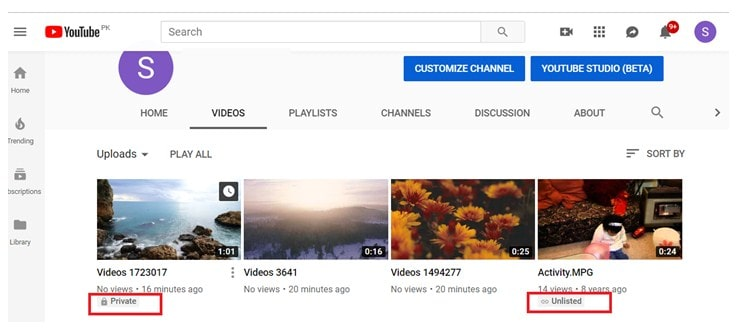 YouTube PK
Search
9+
S
Home
Trending
bscriptions
Library
S
CUSTOMIZE CHANNEL
YOUTUBE STUDIO (BETA)
HOME VIDEOS PLAYLISTS CHANNELS DISCUSSION ABOUT
Uploads PLAY ALL SORT BY
1:01 0:16 0:25 0:24
Videos 1723017 Videos 3641 Videos 1494277 Activity.MPG
No views • 16 minutes ago No views • 20 minutes ago No views • 20 minutes ago 14 views • 8 years ago
Private Unlisted